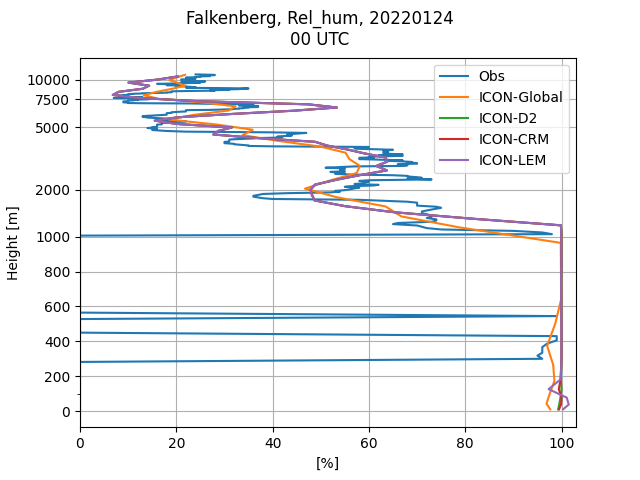 Falkenberg, Rel_hum, 20220124
00 UTC
Obs
ICON-Global
ICON-D2
ICON-CRM
ICON-LEM
10000
7500
5000
2000
1000
800
600
400
200
0
Height [m]
0 20 40 60 80 100
[%]